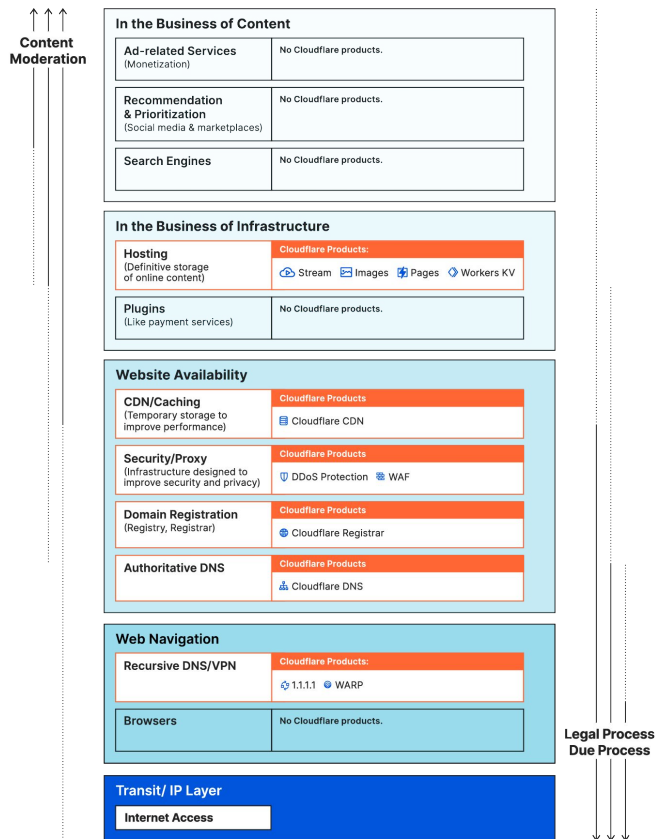 Content
Moderation
In the Business of Content
Ad-related Services
(Monetization)
No Cloudflare products.
Recommendation
& Prioritization
(Social media & marketplaces)
No Cloudflare products.
Search Engines
No Cloudflare products.
In the Business of Infrastructure
Hosting
(Definitive storage
of online content)
Cloudflare Products:
Stream Images Pages Workers KV
Plugins
(Like payment services)
No Cloudflare products.
Website Availability
CDN/Caching
(Temporary storage to
improve performance)
Cloudflare Products
Cloudflare CDN
Security/Proxy
(Infrastructure designed to
improve security and privacy)
Cloudflare Products
DDoS Protection WAF
Domain Registration
(Registry, Registrar)
Cloudflare Products
Cloudflare Registrar
Authoritative DNS
Cloudflare Products
Cloudflare DNS
Web Navigation
Recursive DNS/VPN
Cloudflare Products:
1.1.1.1 WARP
Browsers
No Cloudflare products.
Legal Process
Due Process
Transit/ IP Layer
Internet Access